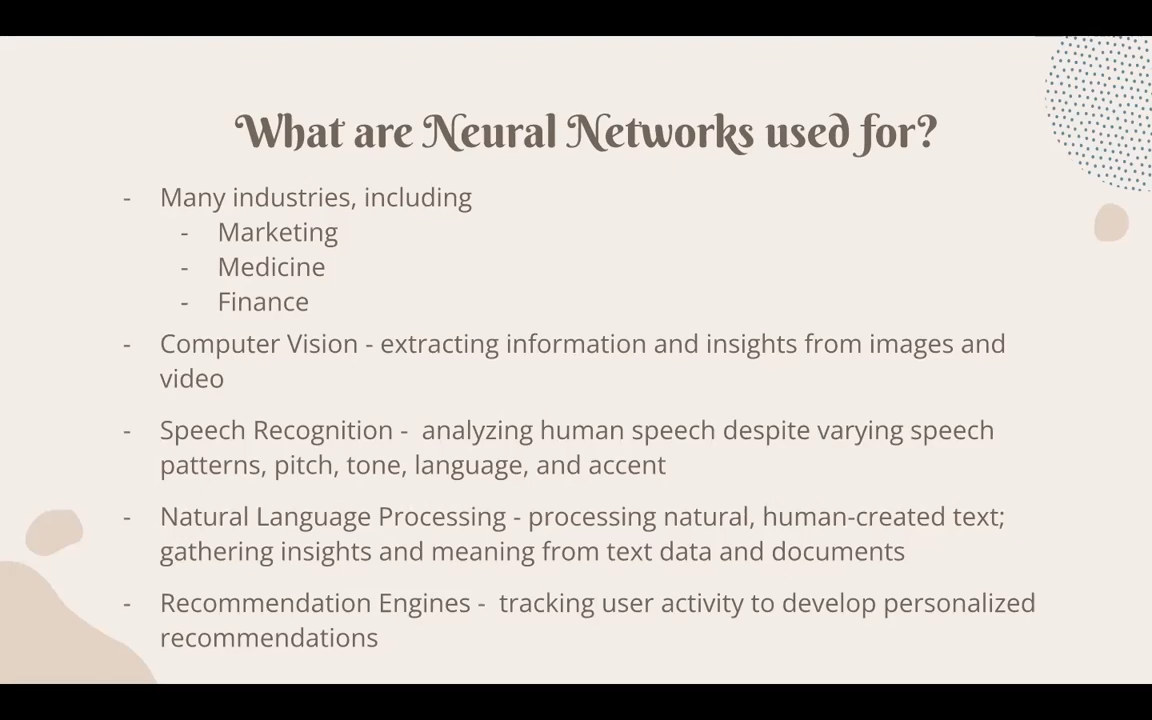 What are Neural Networks used for?
- Many industries, including
- Marketing
- Medicine
- Finance
- Computer Vision - extracting information and insights from images and
video
- Speech Recognition -  analyzing human speech despite varying speech
patterns, pitch, tone, language, and accent
- Natural Language Processing - processing natural, human-created text;
gathering insights and meaning from text data and documents
- Recommendation Engines -  tracking user activity to develop personalized
recommendations